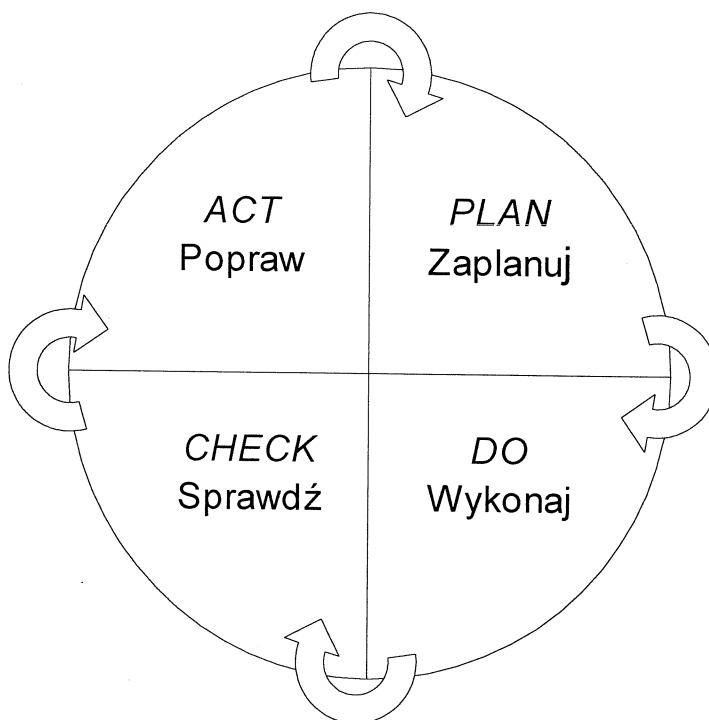 ACT
Popraw
PLAN
Zaplanuj
CHECK
Sprawdź
DO
Wykonaj